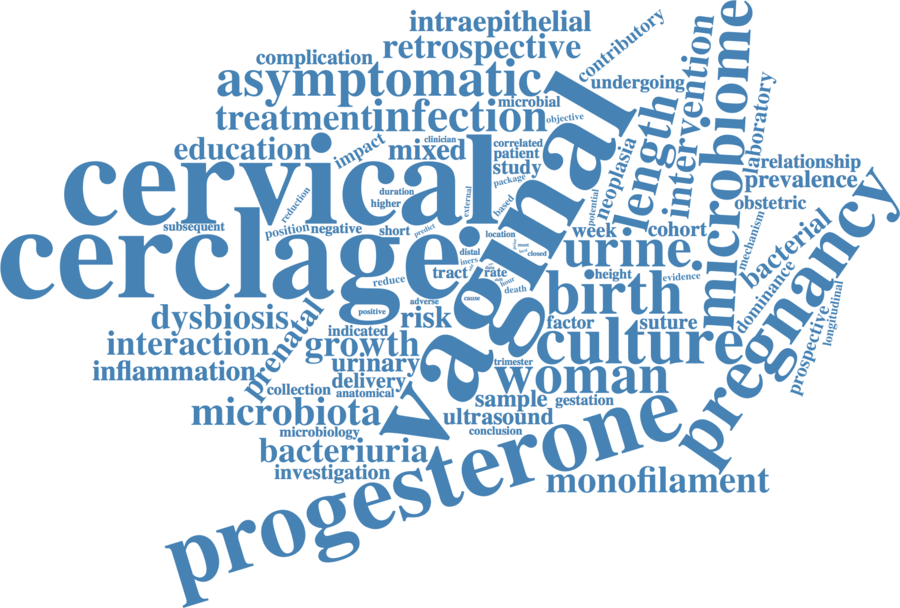 intraepithelial
retrospective
contributory
complication
asymptomatic
undergoing
microbial
treatment
infection
objective
intervention
microbiome
laboratory
education
impact
mixed
clinician
correlated
patient
study
package
length
neoplasia
relationship
prevalence
obstetric
cervical
vaginal
reduction
duration
higher
external
based
potential
subsequent
position
negative
short
predict
location
week
cohort
mechanism
bacterial
pregnancy
cerclage
distal
iners
closed
urine
tract
rate
hour
death
height
evidence
reduce
birth
dominance
longitudinal
prospective
adverse
cause
positive
dysbiosis
prenatal
indicated
risk
factor
suture
interaction
growth
culture
inflammation
urinary
trimester
woman
delivery
collection
anatomical
sample
gestation
microbiota
ultrasound
microbiology
conclusion
bacteriuria
progesterone
investigation
monofilament